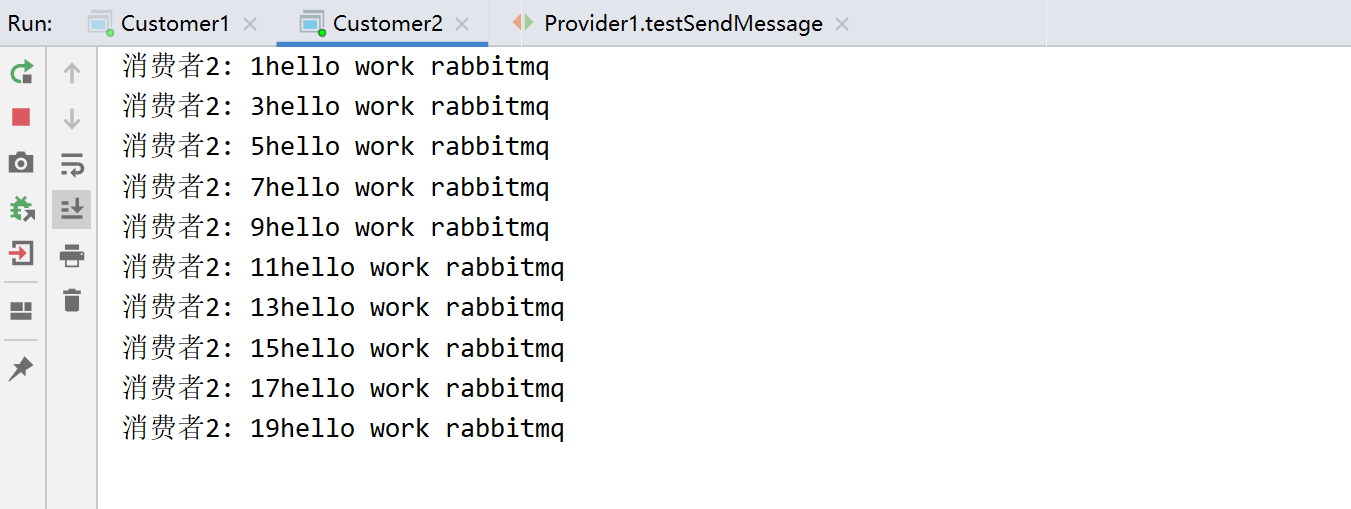 Run: Customer1 Customer2 Provider1.testSendMessage
消费者2: 1hello work rabbitmq
消费者2: 3hello work rabbitmq
消费者2: 5hello work rabbitmq
消费者2: 7hello work rabbitmq
消费者2: 9hello work rabbitmq
消费者2: 11hello work rabbitmq
消费者2: 13hello work rabbitmq
消费者2: 15hello work rabbitmq
消费者2: 17hello work rabbitmq
消费者2: 19hello work rabbitmq